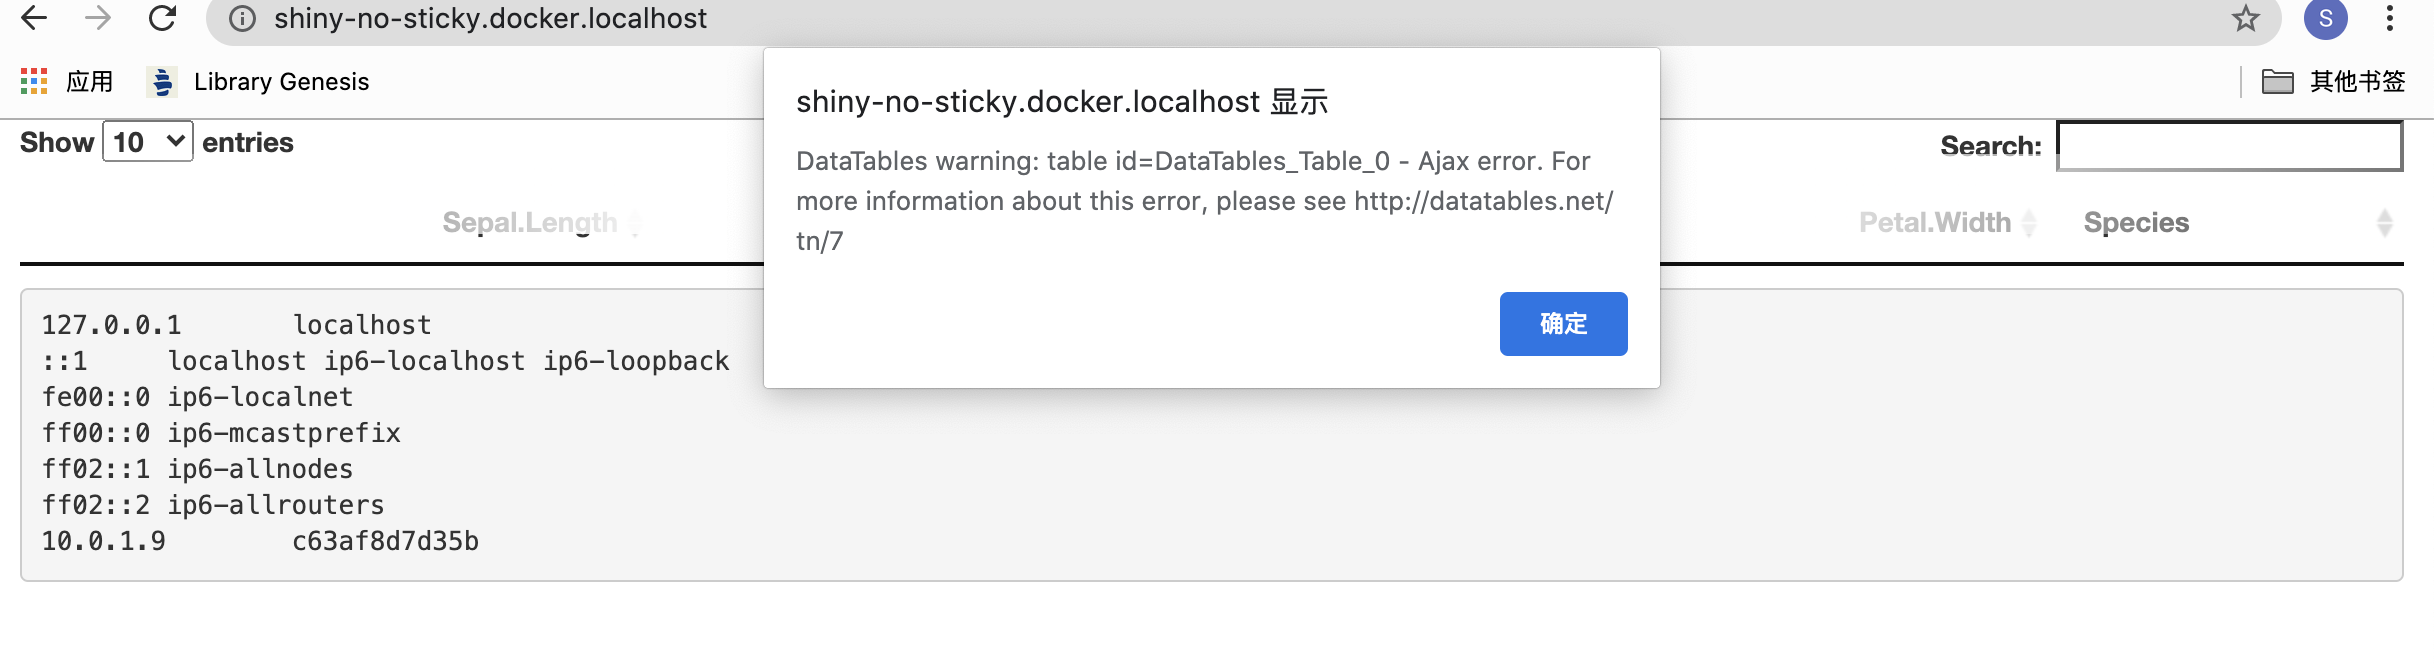 shiny-no-sticky.docker.localhost
S
应用 Library Genesis 其他书签
shiny-no-sticky.docker.localhost 显示
DataTables warning: table id=DataTables_Table_0 - Ajax error. For
more information about this error, please see http://datatables.net/
tn/7
确定
Show 10 entries Search:
Sepal.Length Petal.Width Species
127.0.0.1 localhost
::1 localhost ip6-localhost ip6-loopback
fe00::0 ip6-localnet
ff00::0 ip6-mcastprefix
ff02::1 ip6-allnodes
ff02::2 ip6-allrouters
10.0.1.9 c63af8d7d35b